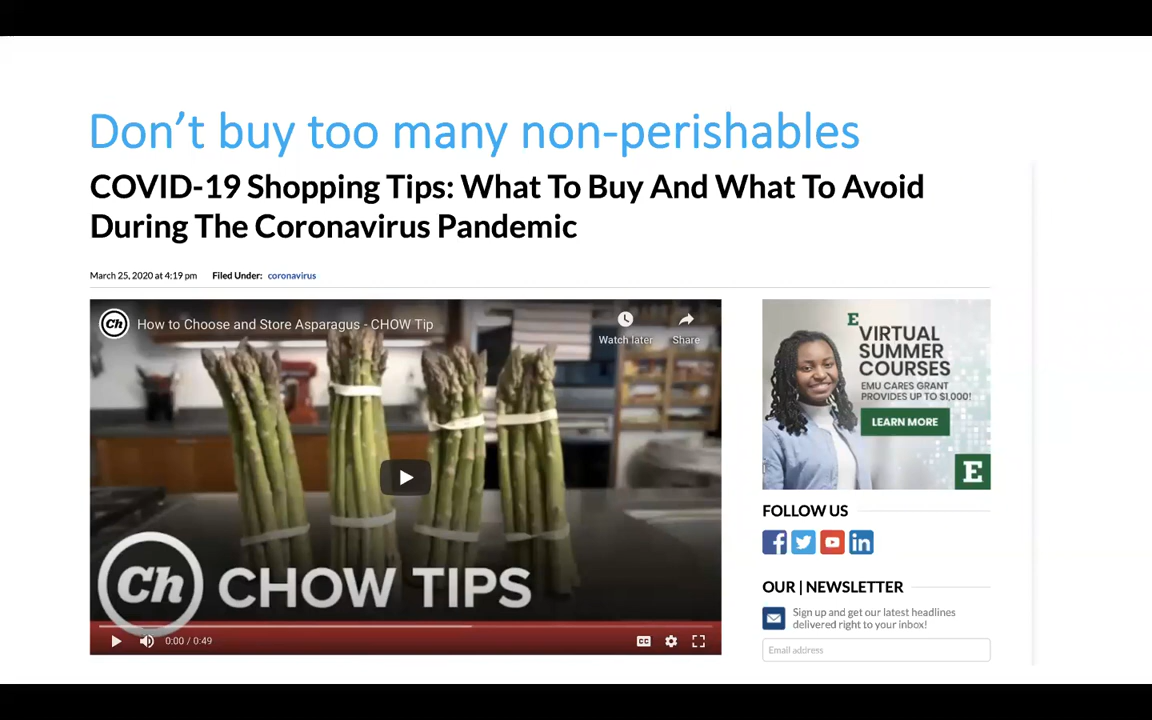 Don't buy too many non-perishables
COVID-19 Shopping Tips: What To Buy And What To Avoid
During The Coronavirus Pandemic
March 25, 2020 at 4:19 pm Filed Under: coronavirus
Ch How to Choose and Store Asparagus - CHOW Tip
Watch later Share
Ch CHOW TIPS
0:00 / 0:49
CC
E
VIRTUAL
SUMMER
COURSES
EMU CARES GRANT
PROVIDES UP TO $1,000!
LEARN MORE
E
FOLLOW US
f in
OUR | NEWSLETTER
Sign up and get our latest headlines
delivered right to your inbox!
Email address